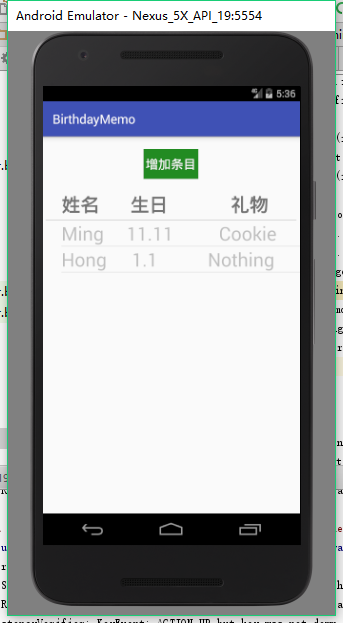 Android Emulator - Nexus_5X_API_19:5554
5:36
BirthdayMemo
增加条目
姓名 生日 礼物
Ming 11.11 Cookie
Hong 1.1 Nothing